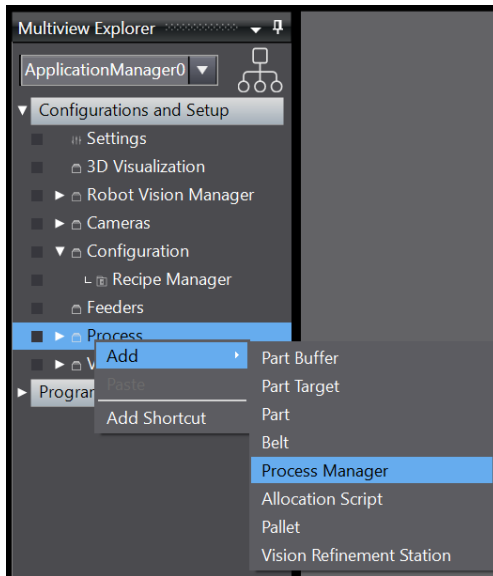 Multiview Explorer
ApplicationManager0
Configurations and Setup
Settings
3D Visualization
Robot Vision Manager
Cameras
Configuration
Recipe Manager
Feeders
Process
V
Program
Add
Paste
Add Shortcut
Part Buffer
Part Target
Part
Belt
Process Manager
Allocation Script
Pallet
Vision Refinement Station